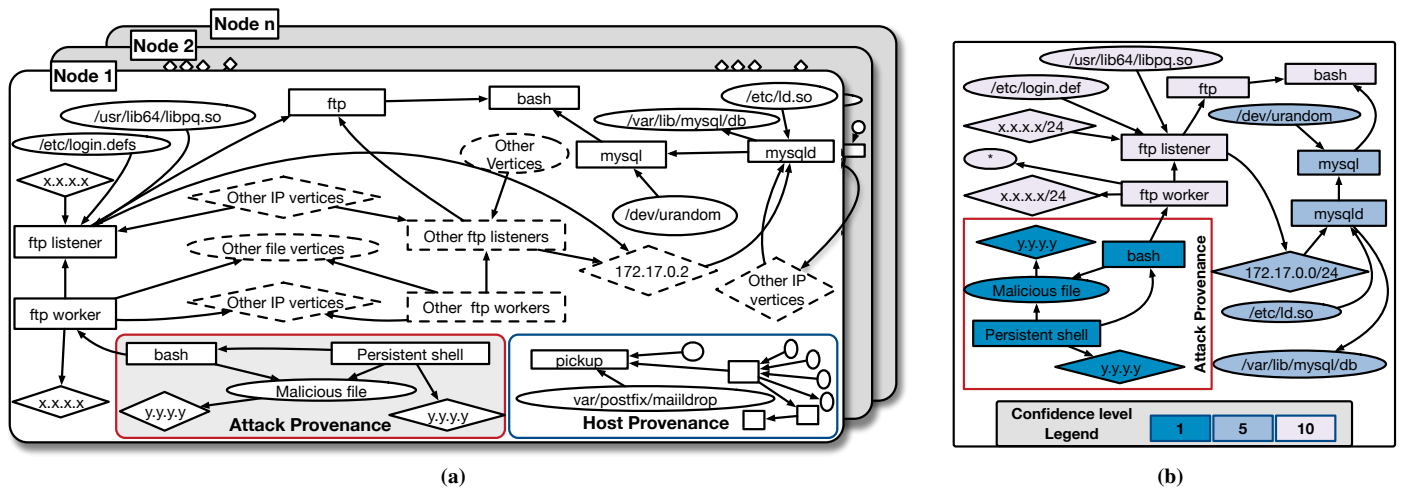 Node n
Node 2
Node 1
/usr/lib64/libpq.so
/etc/login.defs
x.x.x.x
ftp
bash
Other
Vertices
/etc/ld.so
/var/lib/mysql/db
mysql
mysqld
/dev/urandom
Other IP vertices
ftp listener
Other file vertices
Other ftp listeners
172.17.0.2
Other IP
vertices
Other IP vertices
Other ftp workers
ftp worker
bash
Persistent shell
Malicious file
x.x.x.x
y.y.y.y
y.y.y.y
Attack Provenance
pickup
var/postfix/maiildrop
Host Provenance
(a)
/usr/lib64/libpq.so
/etc/login.def
ftp
bash
x.x.x.x/24
/dev/urandom
ftp listener
*
mysql
x.x.x.x/24
ftp worker
mysqld
y.y.y.y
bash
172.17.0.0/24
Malicious file
/etc/ld.so
Persistent shell
y.y.y.y
Attack Provenance
/var/lib/mysql/db
Confidence level
Legend
1
5
10
(b)